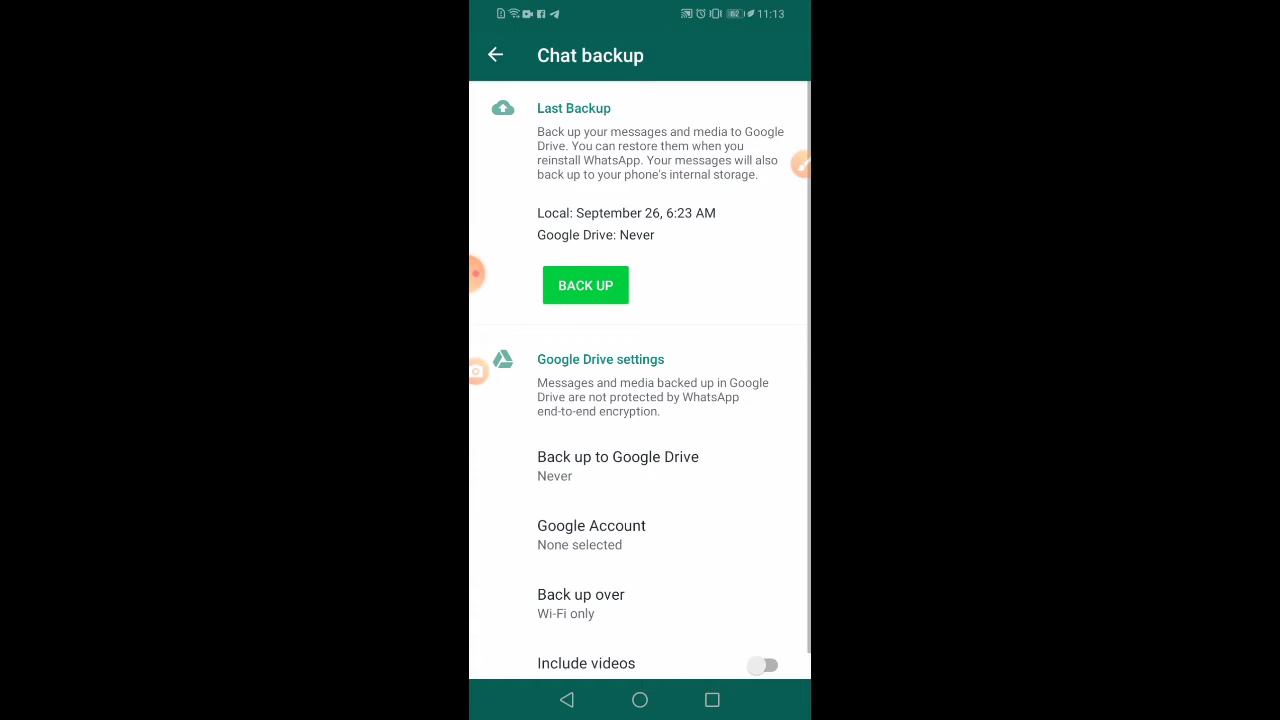 62 11:13
Chat backup
Last Backup
Back up your messages and media to Google
Drive. You can restore them when you
reinstall WhatsApp. Your messages will also
back up to your phone's internal storage.
Local: September 26, 6:23 AM
Google Drive: Never
BACK UP
Google Drive settings
Messages and media backed up in Google
Drive are not protected by WhatsApp
end-to-end encryption.
Back up to Google Drive
Never
Google Account
None selected
Back up over
Wi-Fi only
Include videos